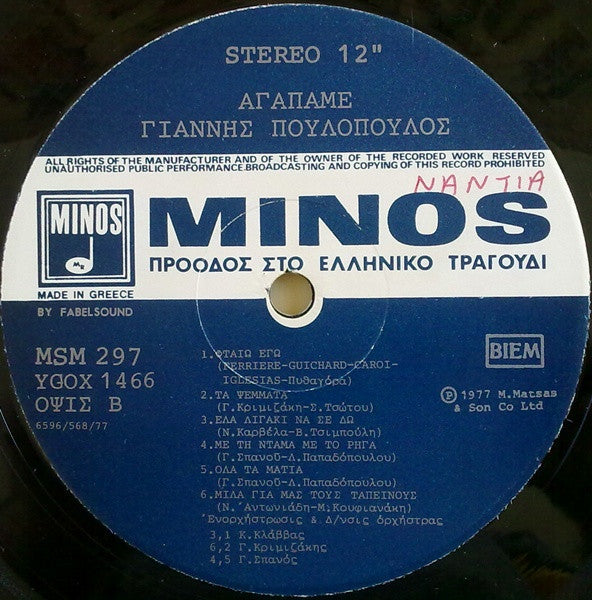 STEREO 12"
ΑΓΑΠΑΜΕ
ΓΙΑΝΝΗΣ ΠΟΥΛΟΠΟΥΛΟΣ
ALL RIGHTS OF THE MANUFACTURER AND OF THE OWNER OF THE RECORDED WORK RESERVED
UNAUTHORISED PUBLIC PERFORMANCE.BROADCASTING AND COPYING OF THIS RECORD PROHIBITED
ΝΑΝΤΙΑ
MINOS
MR
MINOS
ΠΡΟΟΔΟΣ ΣΤΟ ΕΛΛΗΝΙΚΟ ΤΡΑΓΟΥΔΙ
MADE IN GREECE
BY FABELSOUND
MSM 297
ΥΘΟΧ 1466
ΟΨΙΣ Β
6596/568/77
BIEM
℗ 1977 M.Matsas
& Son Co Ltd
1.ΦΤΑΙΩ ΕΓΩ
(FERRIERE-GUICHARD-CAROI-
IGLESIAS-Πυθαγόρα)
2.ΤΑ ΨΕΜΜΑΤΑ
(Γ.Κριμιζάκη-Σ.Τσώτου)
3.ΕΛΑ ΛΙΓΑΚΙ ΝΑ ΣΕ ΔΩ
(Ν.Καρβέλα-Β.Τσιμπούλη)
4.ΜΕ ΤΗ ΝΤΑΜΑ ΜΕ ΤΟ ΡΗΓΑ
(Γ.Σπανού-Λ.Παπαδόπουλου)
5.ΟΛΑ ΤΑ ΜΑΤΙΑ
(Γ.Σπανού-Λ.Παπαδόπουλου)
6.ΜΙΛΑ ΓΙΑ ΜΑΣ ΤΟΥΣ ΤΑΠΕΙΝΟΥΣ
(Ν.'Αντωνιάδη-Μ.Κουφιανάκη)
'Ενορχήστρωσις & Δ/νσις ὀρχήστρας
3,1 Κ.Κλάββας
6,2 Γ.Κριμιζάκης
4,5 Γ.Σπανός